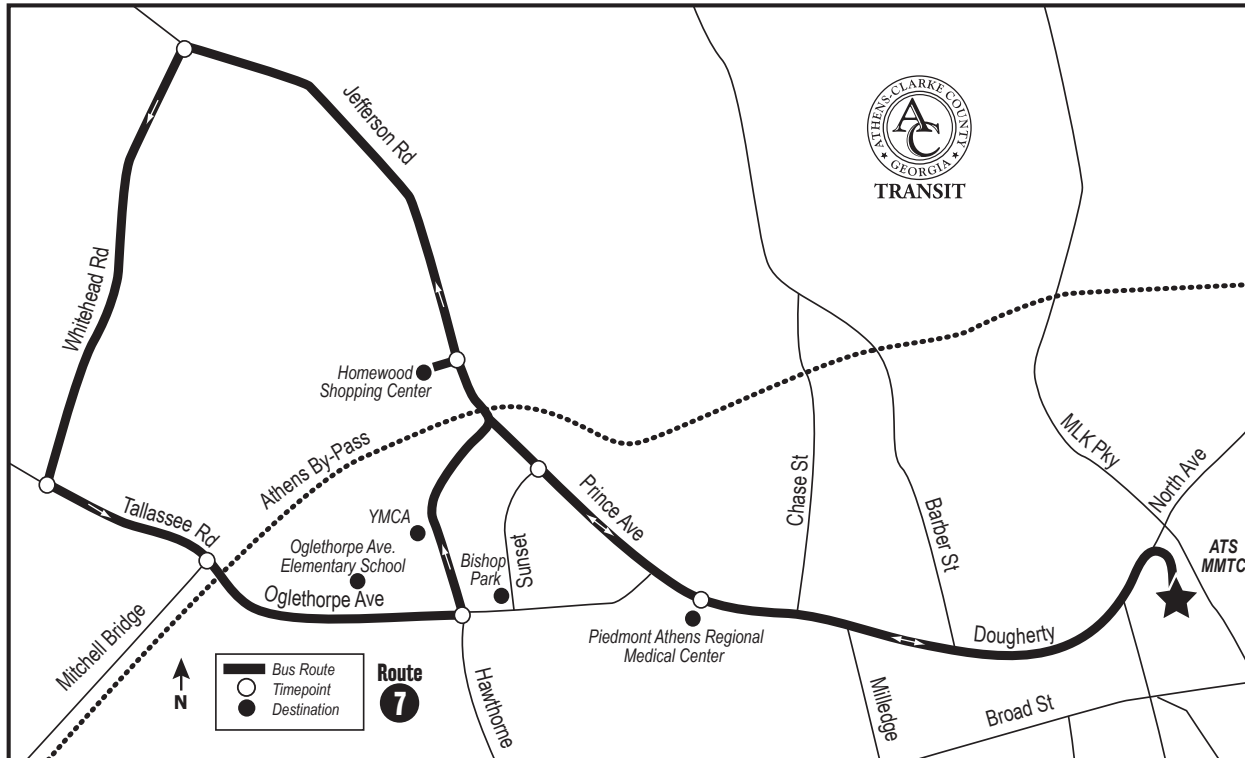 Jefferson Rd
ATHENS-CLARKE COUNTY
AC
GEORGIA
TRANSIT
Whitehead Rd
Homewood
Shopping Center
Athens By-Pass
Tallassee Rd
YMCA
Oglethorpe Ave.
Elementary School
Bishop
Park
Sunset
Prince Ave
Chase St
Barber St
MLK Pky
North Ave
ATS
MMTC
Oglethorpe Ave
Mitchell Bridge
Piedmont Athens Regional
Medical Center
Dougherty
Hawthorne
Milledge
Broad St
N
Bus Route
Timepoint
Destination
Route
7